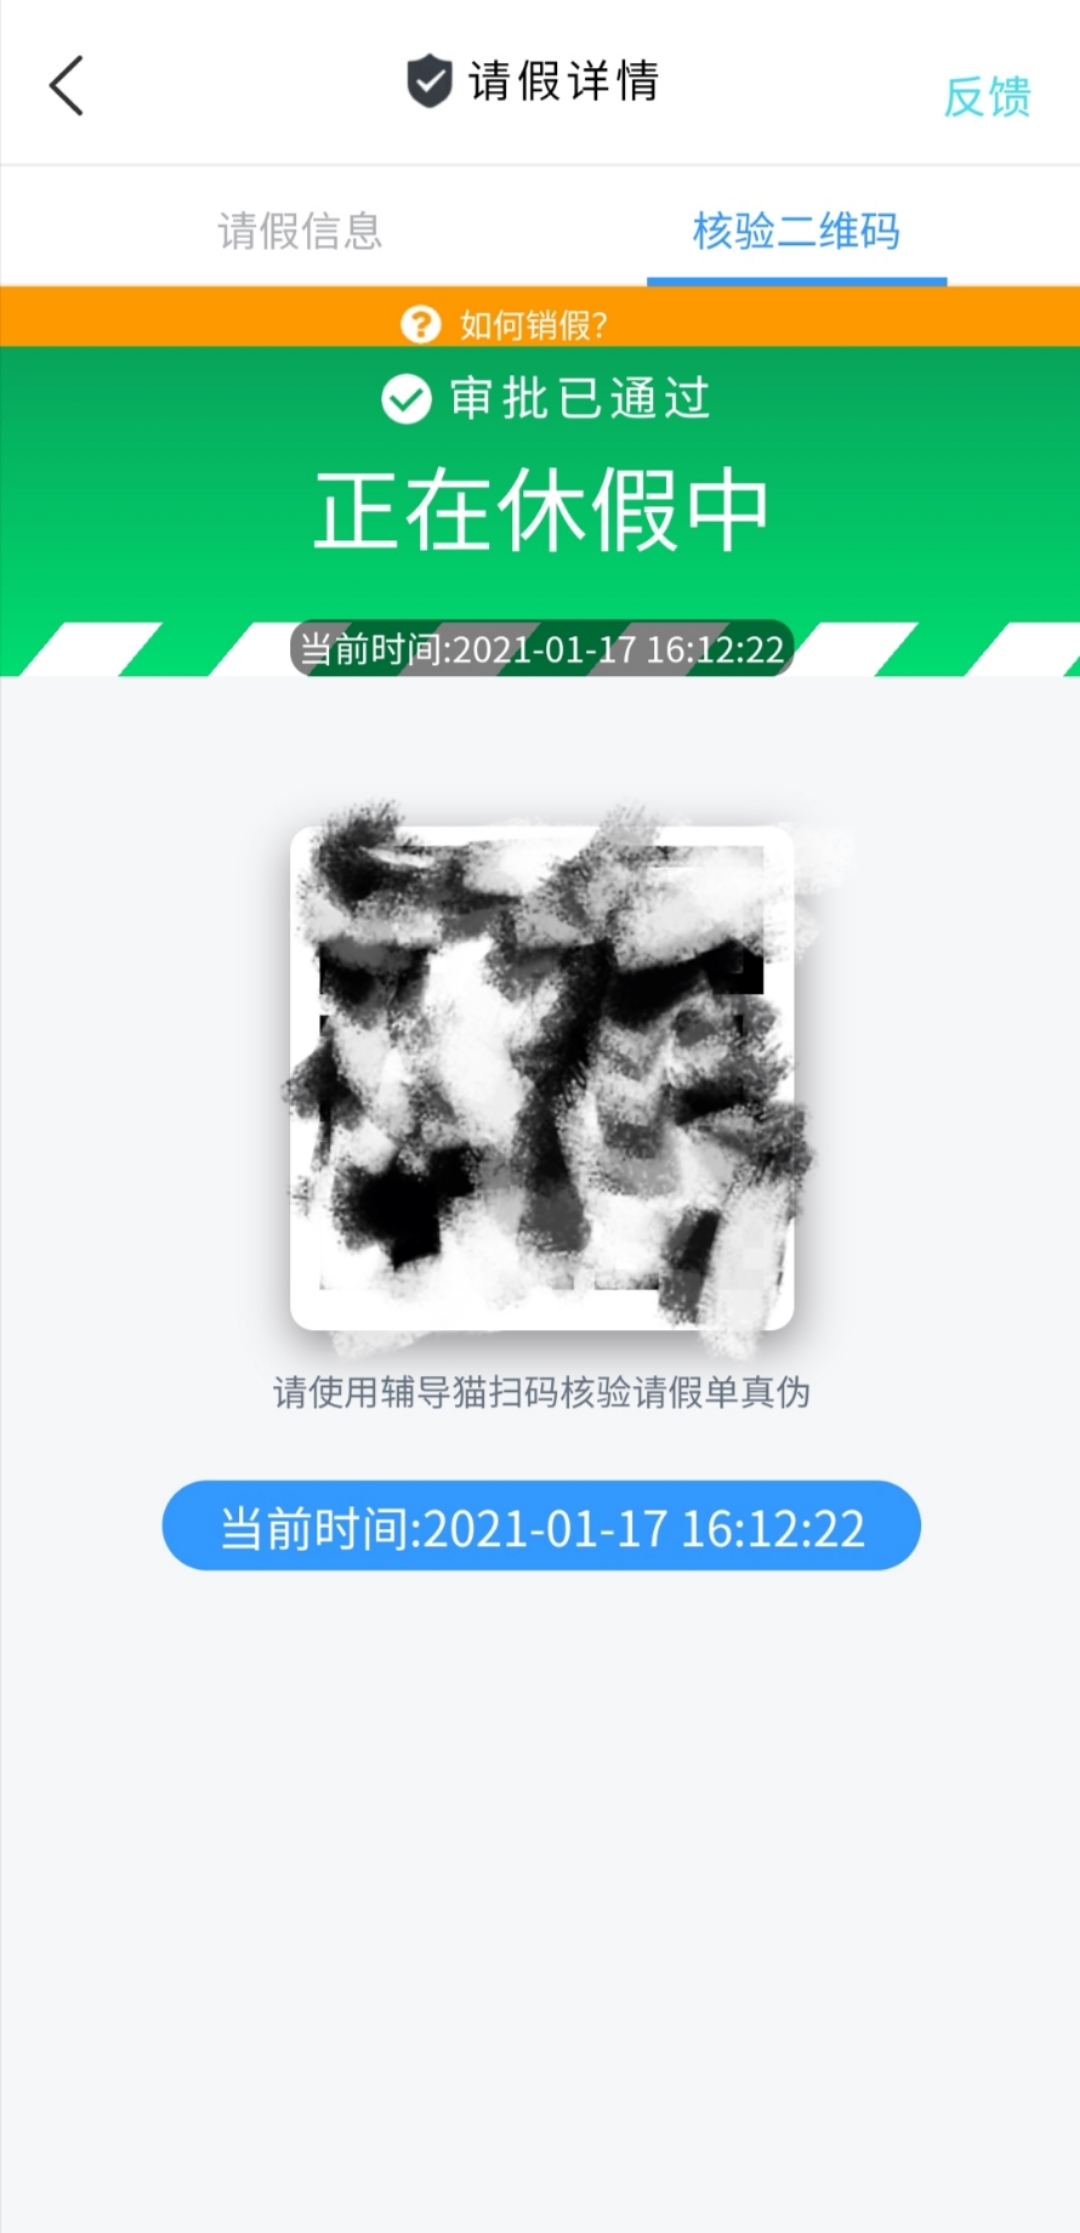 请假详情
反馈
请假信息
核验二维码
如何销假?
审批已通过
正在休假中
当前时间:2021-01-17 16:12:22
请使用辅导猫扫码核验请假单真伪
当前时间:2021-01-17 16:12:22